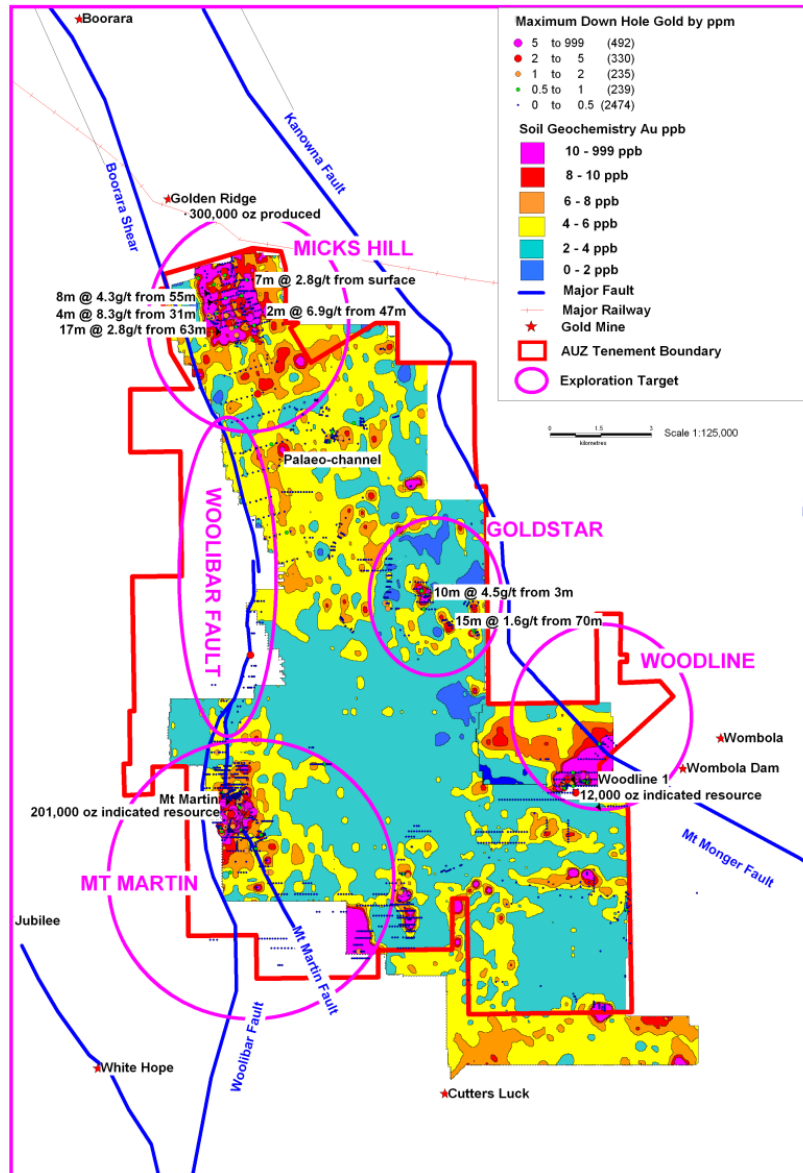 Boorara
Maximum Down Hole Gold by ppm
5 to 999 (492)
2 to 5 (330)
1 to 2 (235)
0.5 to 1 (239)
0 to 0.5 (2474)
Soil Geochemistry Au ppb
10 - 999 ppb
8 - 10 ppb
6 - 8 ppb
4 - 6 ppb
2 - 4 ppb
0 - 2 ppb
Major Fault
Major Railway
Gold Mine
AUZ Tenement Boundary
Exploration Target
0 1.5 3
kilometres
Scale 1:125,000
Kanowna Fault
Boorara Shear
Golden Ridge
300,000 oz produced
MICKS HILL
7m @ 2.8g/t from surface
8m @ 4.3g/t from 55m
4m @ 8.3g/t from 31m
2m @ 6.9g/t from 47m
17m @ 2.8g/t from 63m
Palaeo-channel
WOOLIBAR FAULT
GOLDSTAR
10m @ 4.5g/t from 3m
15m @ 1.6g/t from 70m
WOODLINE
Wombola
Wombola Dam
Woodline 1
12,000 oz indicated resource
Mt Martin
201,000 oz indicated resource
MT MARTIN
Mt Monger Fault
Jubilee
Mt Martin Fault
Woolibar Fault
White Hope
Cutters Luck